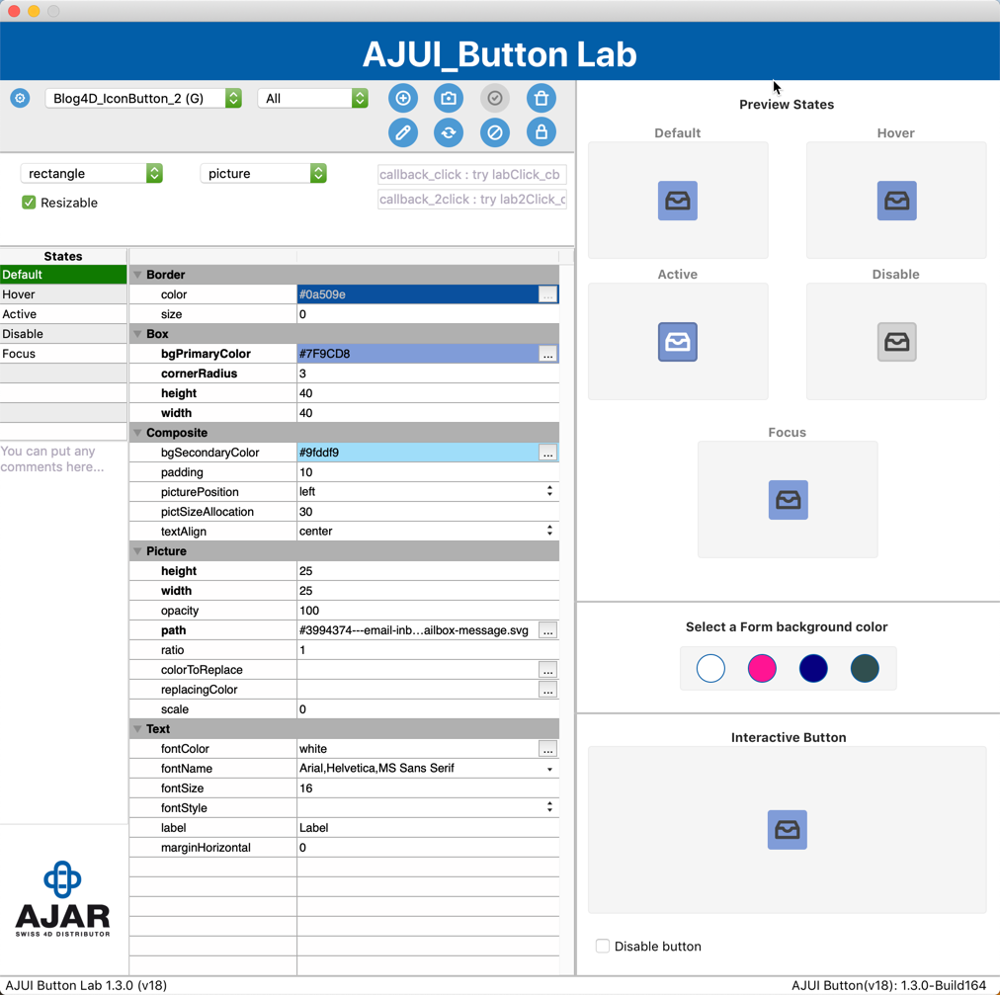 AJUI_Button Lab
Blog4D_IconButton_2 (G)
All
rectangle
picture
callback_click : try labClick_cb
Resizable
callback_2click : try lab2Click_c
States
Default
Hover
Active
Disable
Focus
You can put any
comments here...
Border
color #0a509e ...
size 0
Box
bgPrimaryColor #7F9CD8 ...
cornerRadius 3
height 40
width 40
Composite
bgSecondaryColor #9fddf9 ...
padding 10
picturePosition left
pictSizeAllocation 30
textAlign center
Picture
height 25
width 25
opacity 100
path #3994374---email-inb...ailbox-message.svg ...
ratio 1
colorToReplace ...
replacingColor ...
scale 0
Text
fontColor white ...
fontName Arial,Helvetica,MS Sans Serif
fontSize 16
fontStyle
label Label
marginHorizontal 0
AJAR
SWISS 4D DISTRIBUTOR
Preview States
Default
Hover
Active
Disable
Focus
Select a Form background color
Interactive Button
Disable button
AJUI Button Lab 1.3.0 (v18)
AJUI Button(v18): 1.3.0-Build164